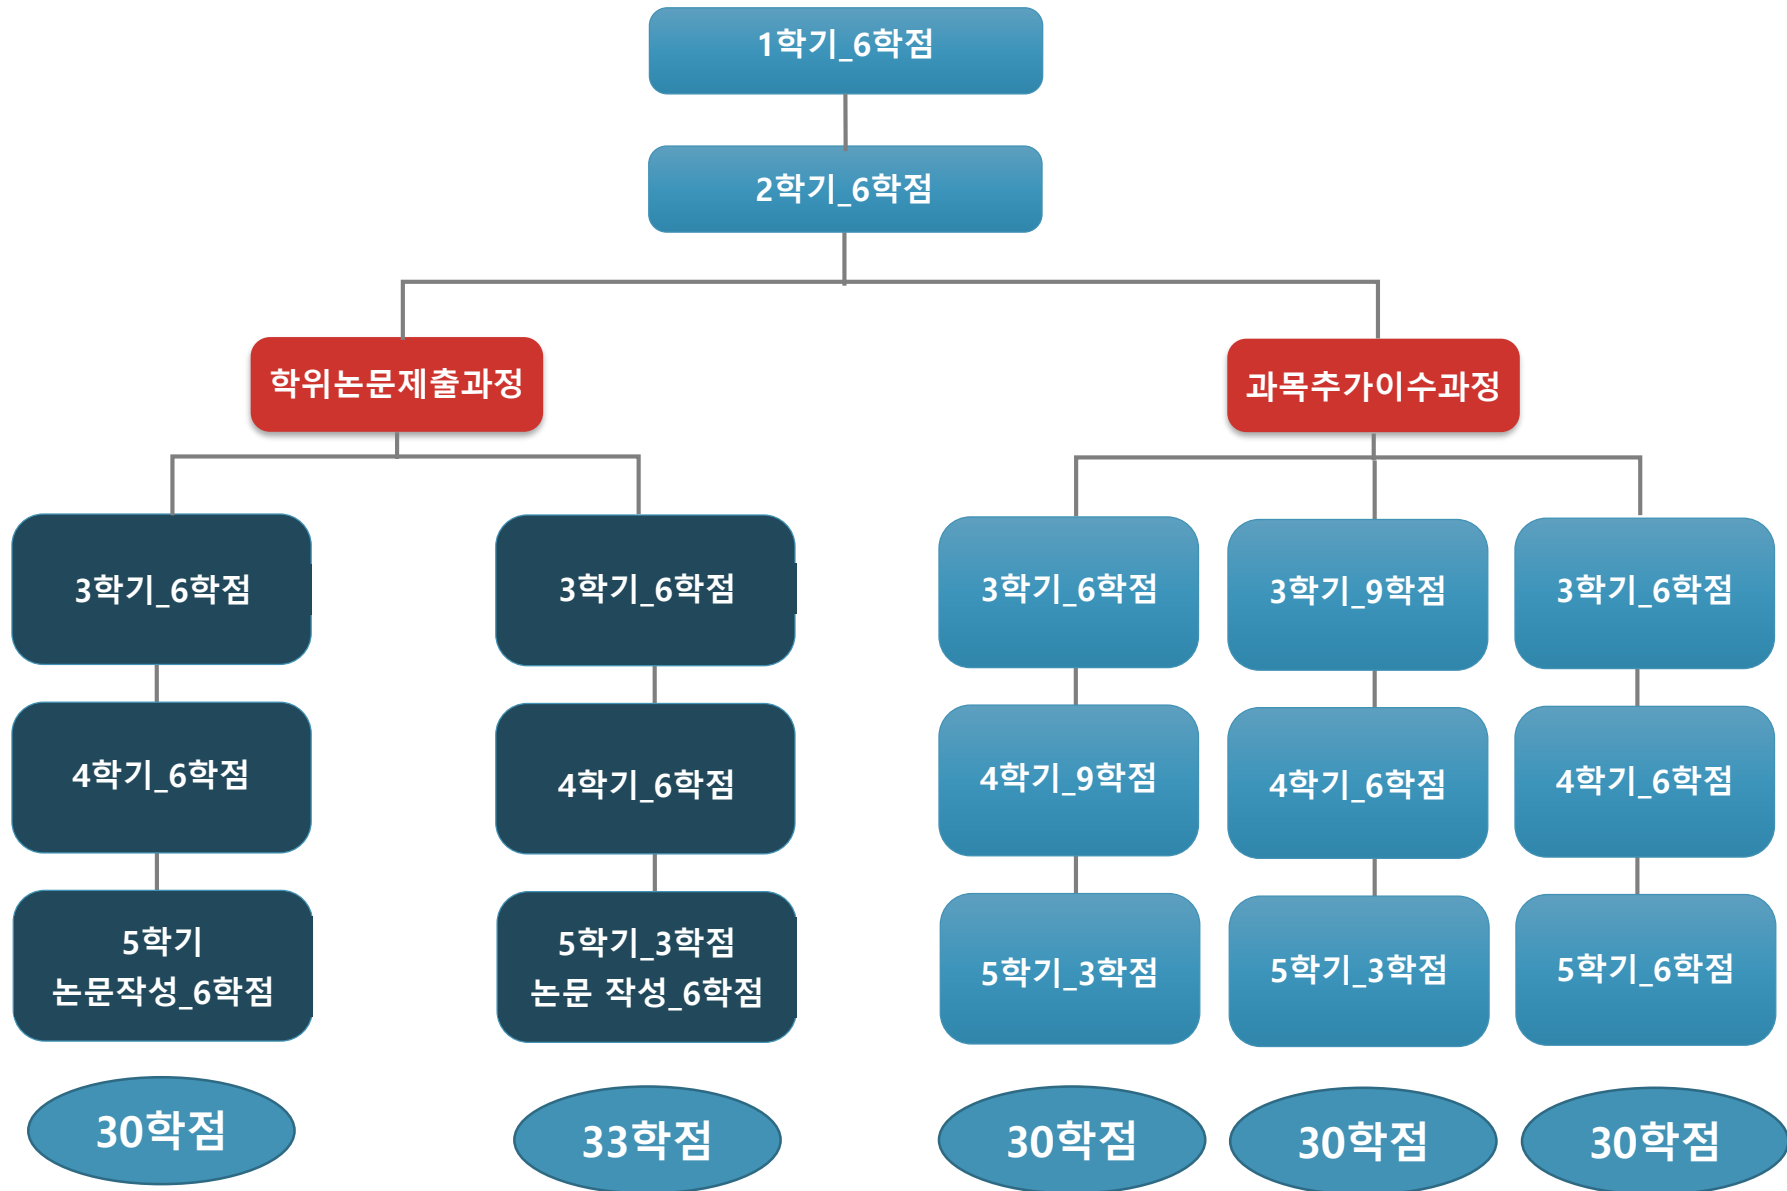 1학기_6학점
2학기_6학점
학위논문제출과정
과목추가이수과정
3학기_6학점
3학기_6학점
3학기_6학점
3학기_9학점
3학기_6학점
4학기_6학점
4학기_6학점
4학기_9학점
4학기_6학점
4학기_6학점
5학기
논문작성_6학점
5학기_3학점
논문 작성_6학점
5학기_3학점
5학기_3학점
5학기_6학점
30학점
33학점
30학점
30학점
30학점